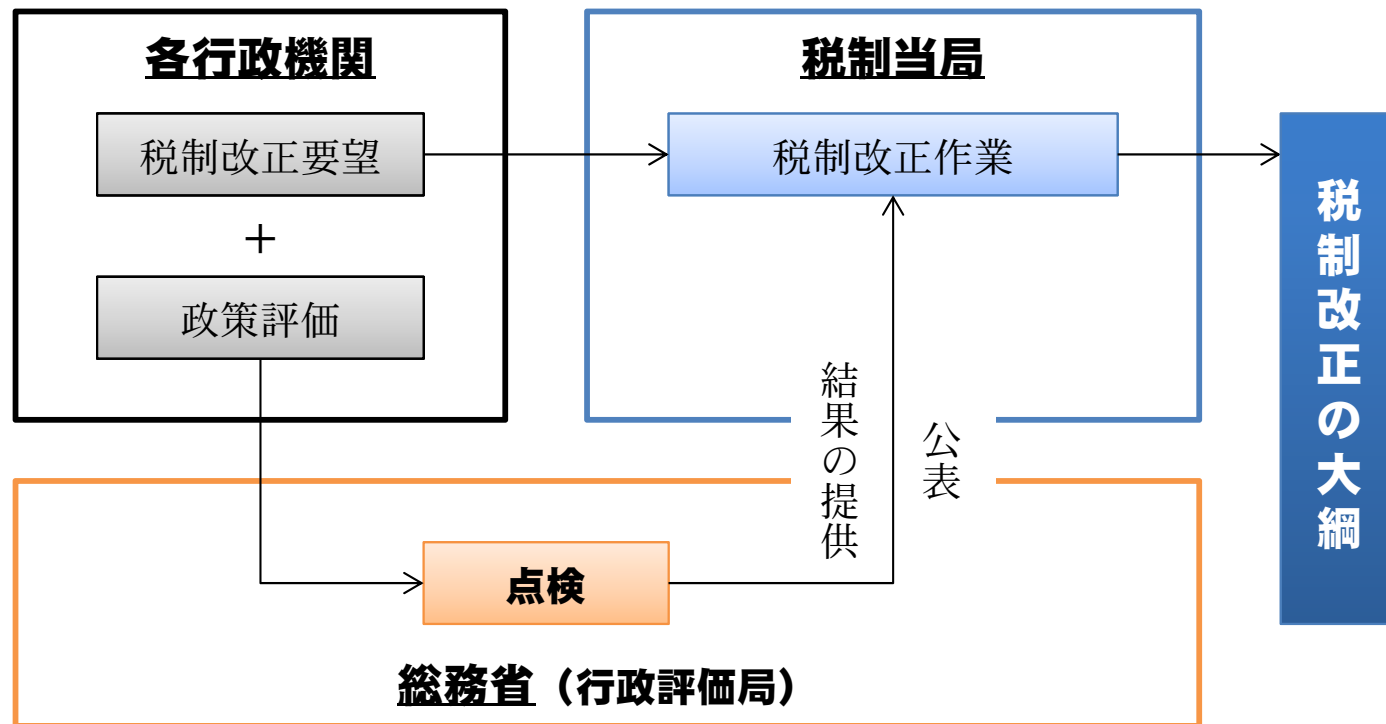 各行政機関
税制改正要望
＋
政策評価
税制当局
税制改正作業
結果の提供
公表
点検
総務省（行政評価局）
税制改正の大綱